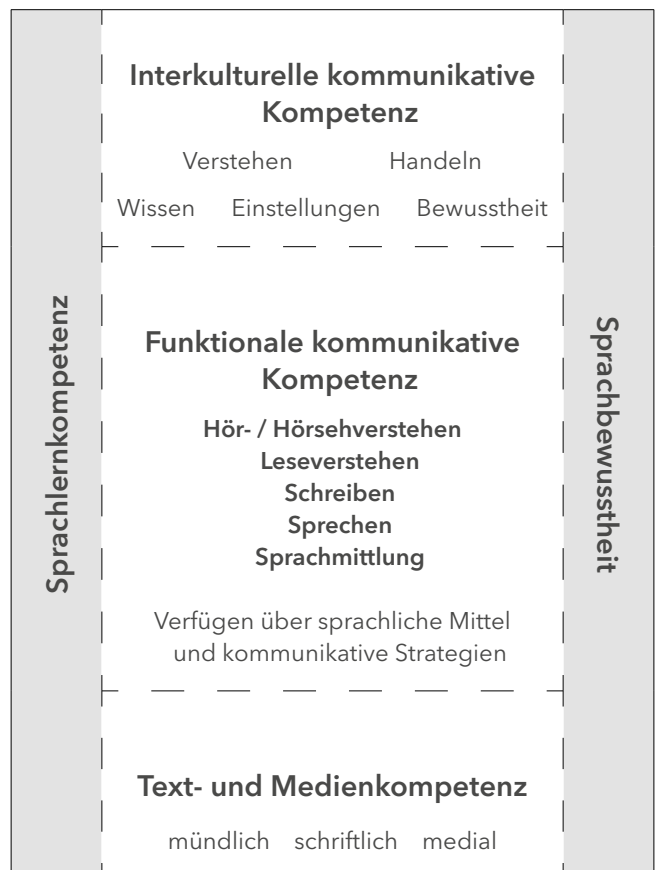 Interkulturelle kommunikative
Kompetenz
Verstehen Handeln
Wissen Einstellungen Bewusstheit
Sprachlernkompetenz
Funktionale kommunikative
Kompetenz
Hör- / Hörsehverstehen
Leseverstehen
Schreiben
Sprechen
Sprachmittlung
Verfügen über sprachliche Mittel
und kommunikative Strategien
Sprachbewusstheit
Text- und Medienkompetenz
mündlich schriftlich medial